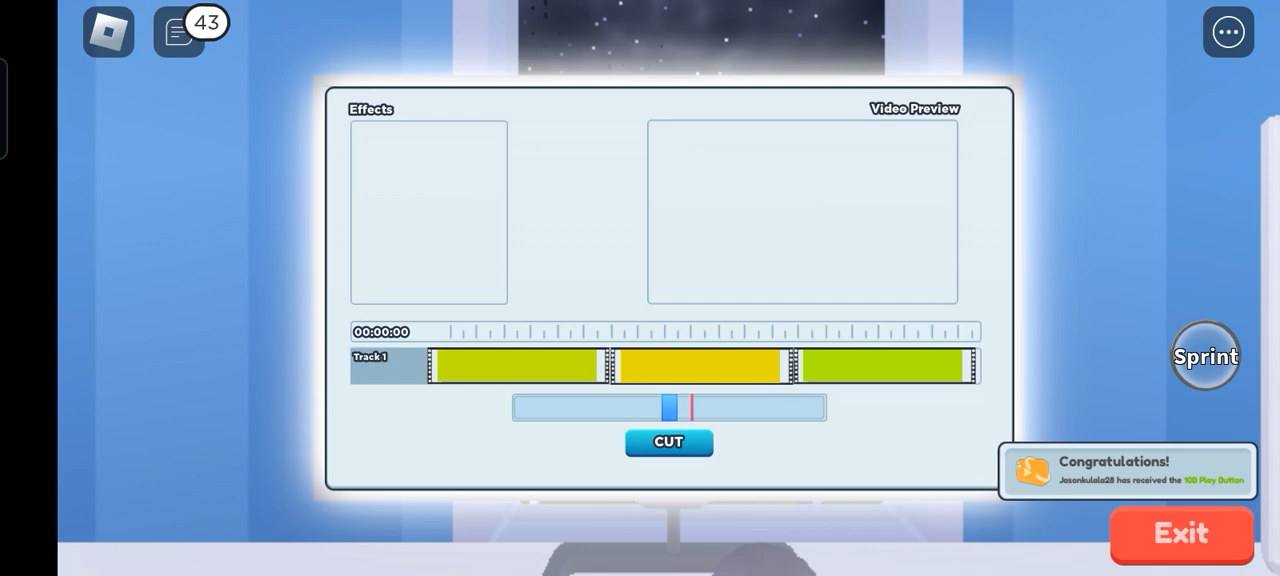 43
Effects
Video Preview
00:00:00
Track 1
Sprint
CUT
Congratulations!
Jasonkulala28 has received the 10B Play Button
Exit